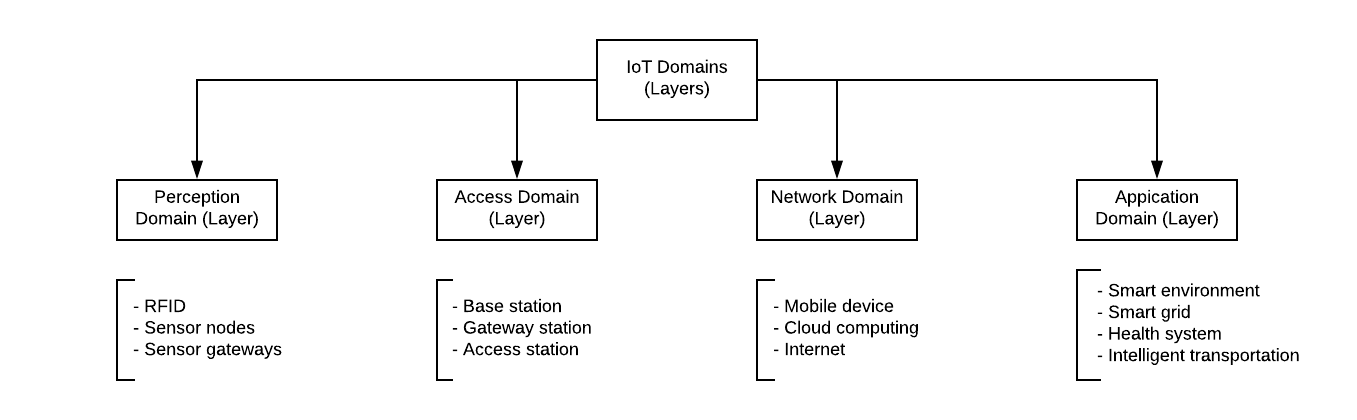 IoT Domains
(Layers)
Perception
Domain (Layer)
Access Domain
(Layer)
Network Domain
(Layer)
Appication
Domain (Layer)
- RFID
- Sensor nodes
- Sensor gateways
- Base station
- Gateway station
- Access station
- Mobile device
- Cloud computing
- Internet
- Smart environment
- Smart grid
- Health system
- Intelligent transportation